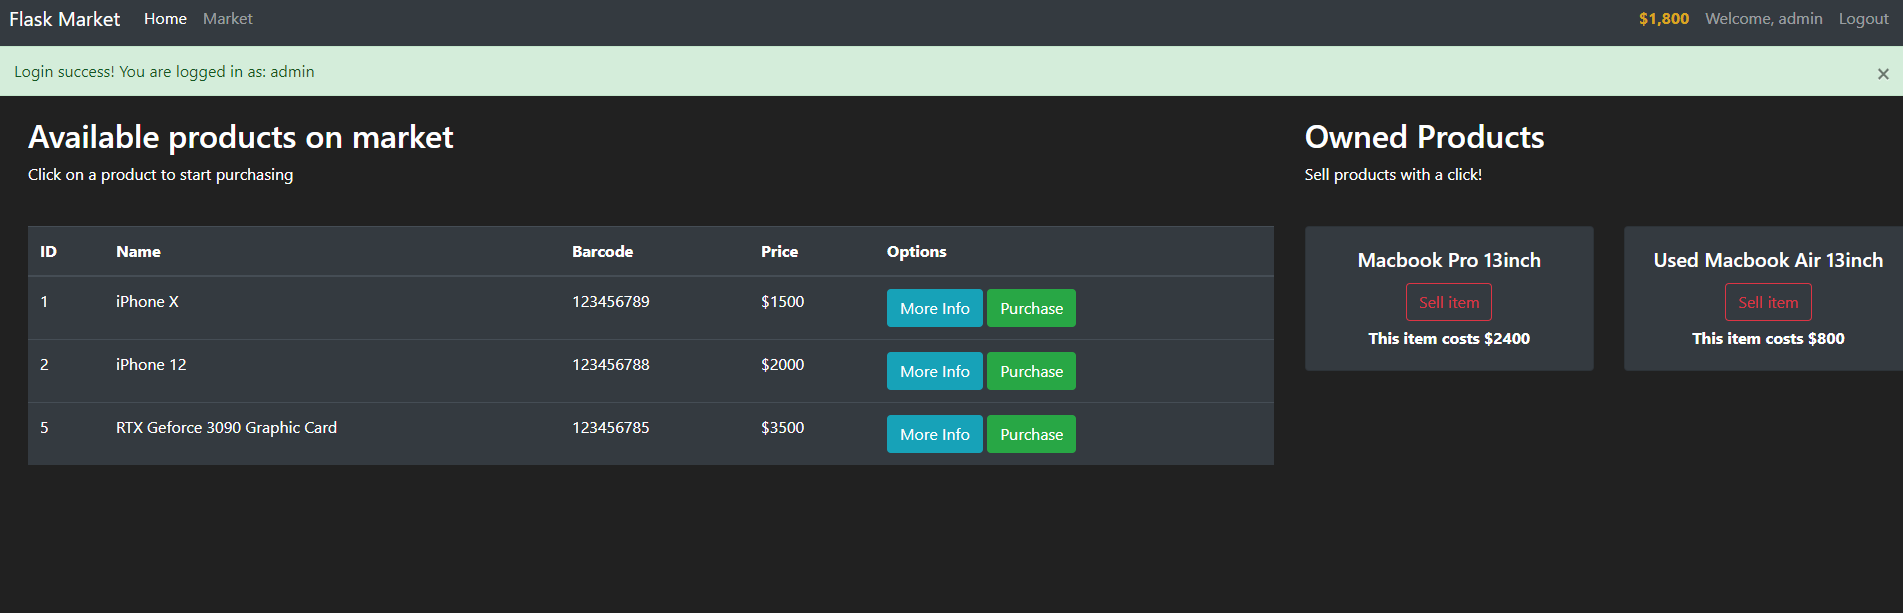 Flask Market Home Market $1,800 Welcome, admin Logout
Login success! You are logged in as: admin ×
Available products on market
Click on a product to start purchasing
ID Name Barcode Price Options
1 iPhone X 123456789 $1500 More Info Purchase
2 iPhone 12 123456788 $2000 More Info Purchase
5 RTX Geforce 3090 Graphic Card 123456785 $3500 More Info Purchase
Owned Products
Sell products with a click!
Macbook Pro 13inch
Sell item
This item costs $2400
Used Macbook Air 13inch
Sell item
This item costs $800